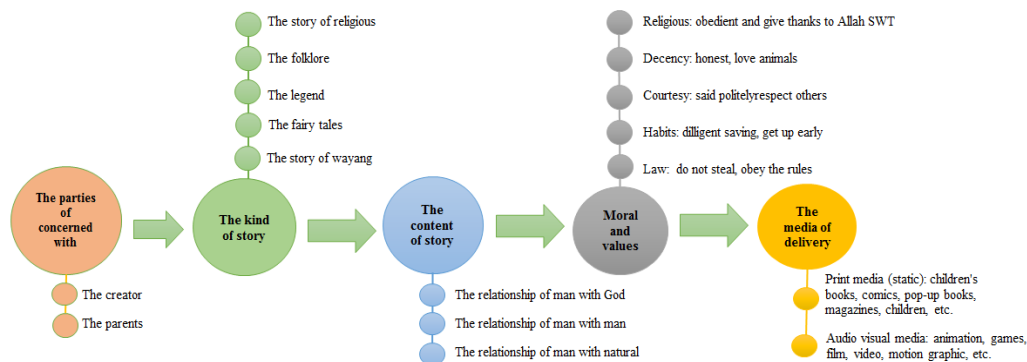 The story of religious
The folklore
The legend
The fairy tales
The story of wayang
Religious: obedient and give thanks to Allah SWT
Decency: honest, love animals
Courtesy: said politelyrespect others
Habits: dilligent saving, get up early
Law: do not steal, obey the rules
The parties
of
concerned
with
The kind
of story
The
content
of story
Moral
and
values
The
media of
delivery
The creator
The parents
The relationship of man with God
The relationship of man with man
The relationship of man with natural
Print media (static): children's
books, comics, pop-up books,
magazines, children, etc.
Audio visual media: animation, games,
film, video, motion graphic, etc.